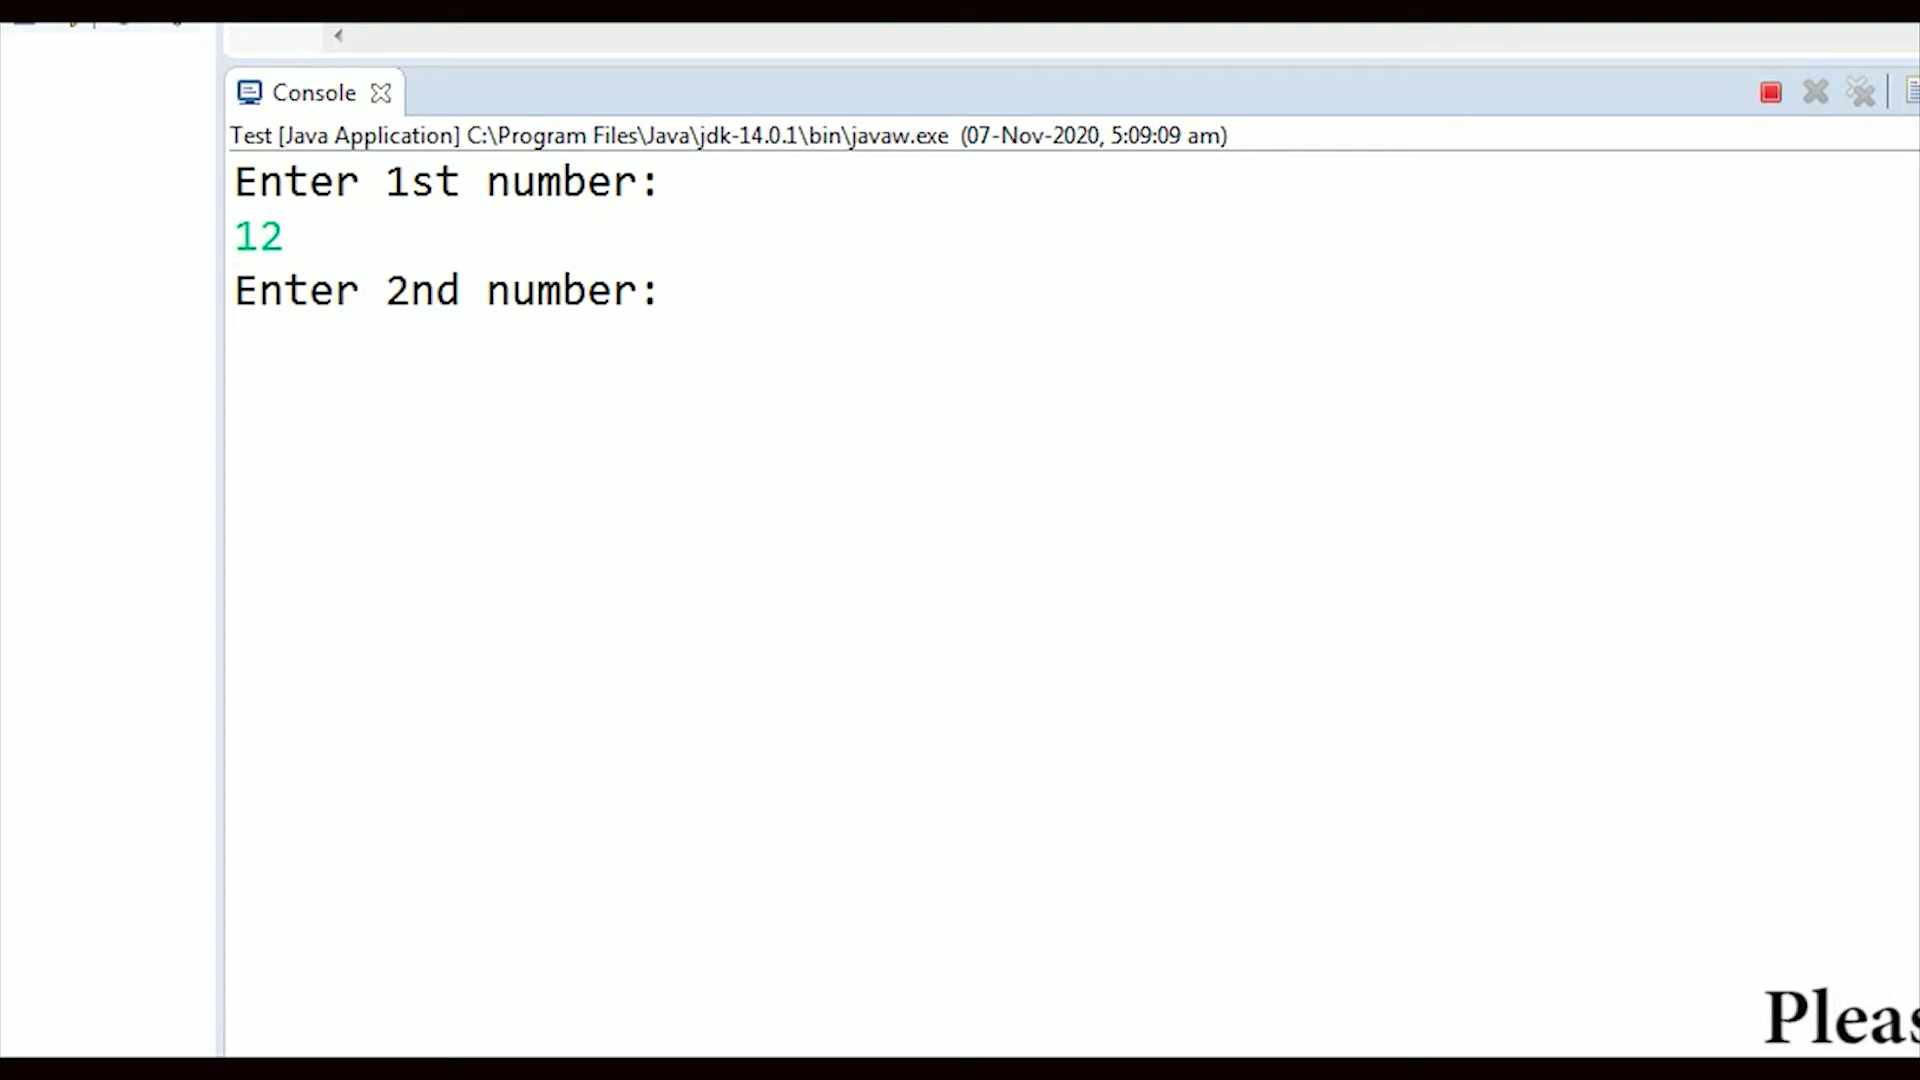 Console
Test [Java Application] C:\Program Files\Java\jdk-14.0.1\bin\javaw.exe (07-Nov-2020, 5:09:09 am)
Enter 1st number:
12
Enter 2nd number:
Pleas